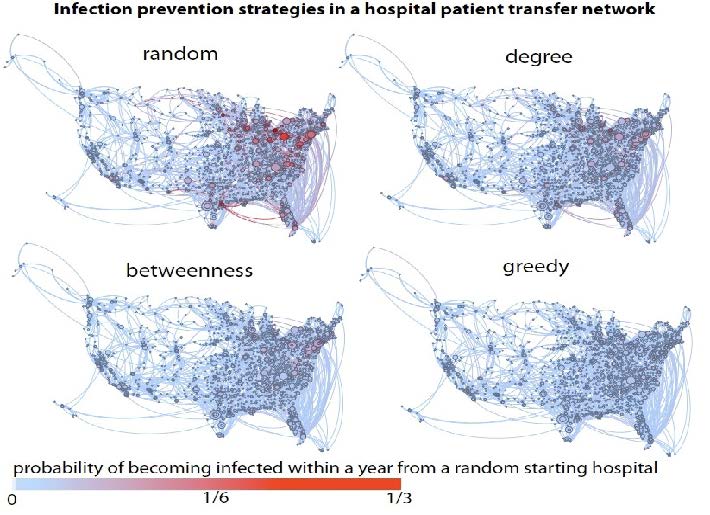 Infection prevention strategies in a hospital patient transfer network
random
degree
betweenness
greedy
probability of becoming infected within a year from a random starting hospital
0
1/6
1/3